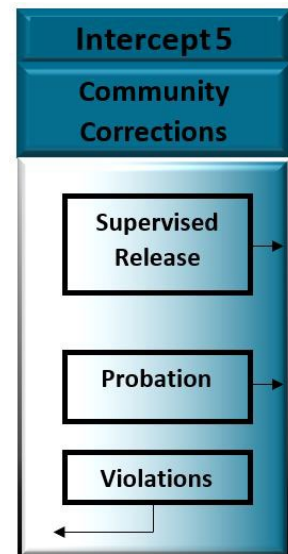 Intercept 5
Community
Corrections
Supervised
Release
Probation
Violations